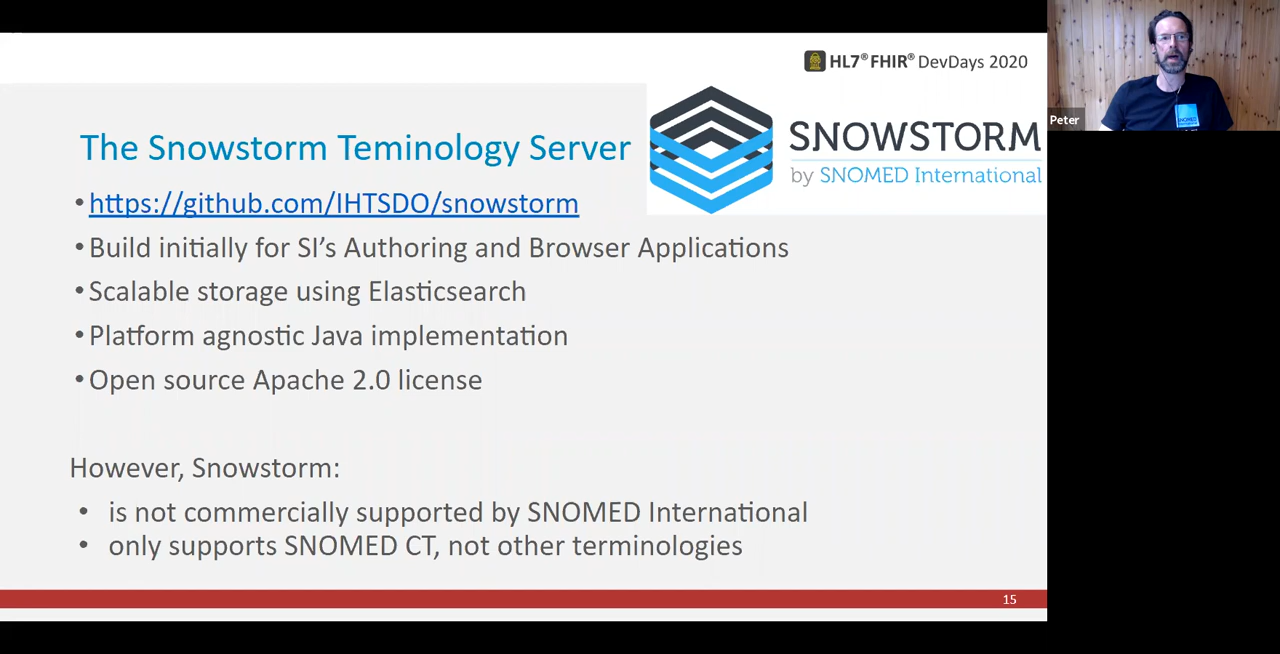 HL7® FHIR® DevDays 2020
SNOWSTORM
by SNOMED International
Peter
SNOMED
The Snowstorm Teminology Server
• https://github.com/IHTSDO/snowstorm
• Build initially for SI's Authoring and Browser Applications
• Scalable storage using Elasticsearch
• Platform agnostic Java implementation
• Open source Apache 2.0 license
However, Snowstorm:
• is not commercially supported by SNOMED International
• only supports SNOMED CT, not other terminologies
15